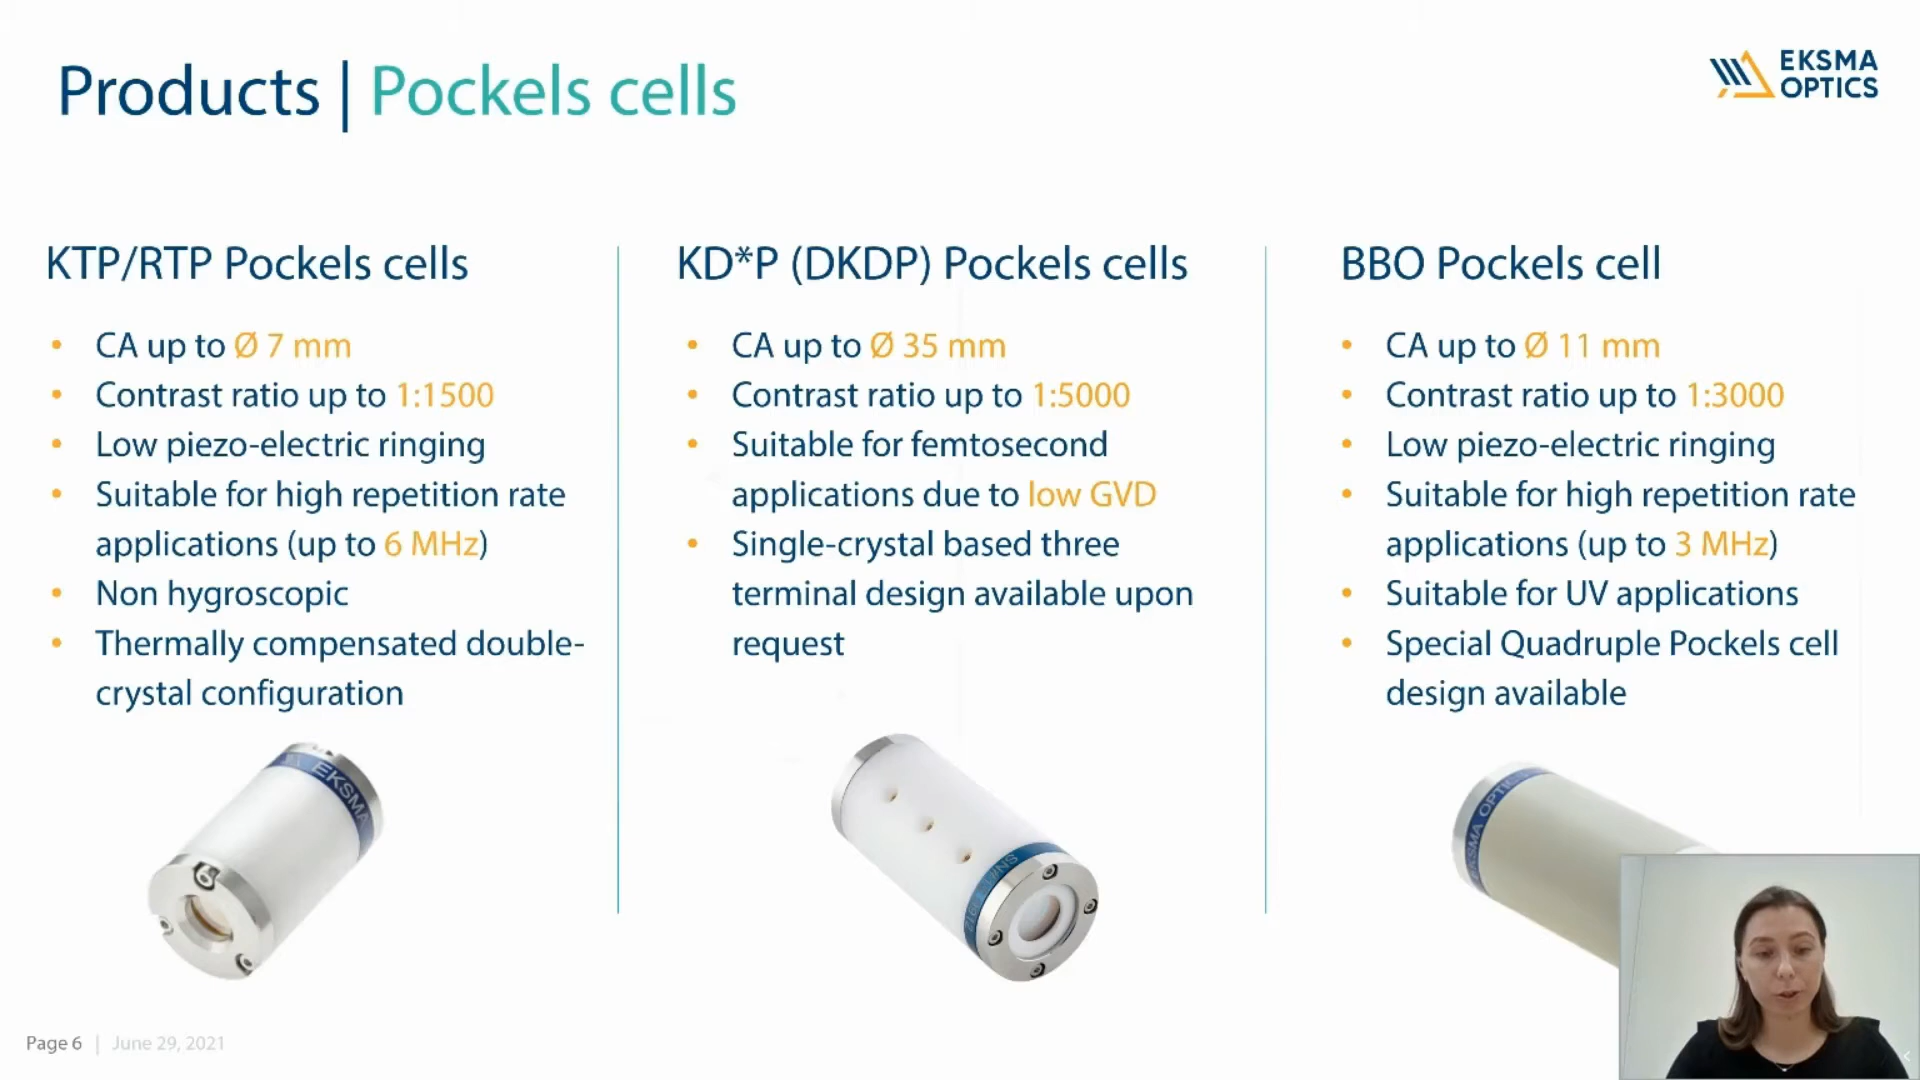 Products | Pockels cells
EKSMA
OPTICS
KTP/RTP Pockels cells
• CA up to Ø 7 mm
• Contrast ratio up to 1:1500
• Low piezo-electric ringing
• Suitable for high repetition rate
applications (up to 6 MHz)
• Non hygroscopic
• Thermally compensated double-
crystal configuration
EKSMA
KD*P (DKDP) Pockels cells
• CA up to Ø 35 mm
• Contrast ratio up to 1:5000
• Suitable for femtosecond
applications due to low GVD
• Single-crystal based three
terminal design available upon
request
BBO Pockels cell
• CA up to Ø 11 mm
• Contrast ratio up to 1:3000
• Low piezo-electric ringing
• Suitable for high repetition rate
applications (up to 3 MHz)
• Suitable for UV applications
• Special Quadruple Pockels cell
design available
EKSMA OPTIC
Page 6 | June 29, 2021